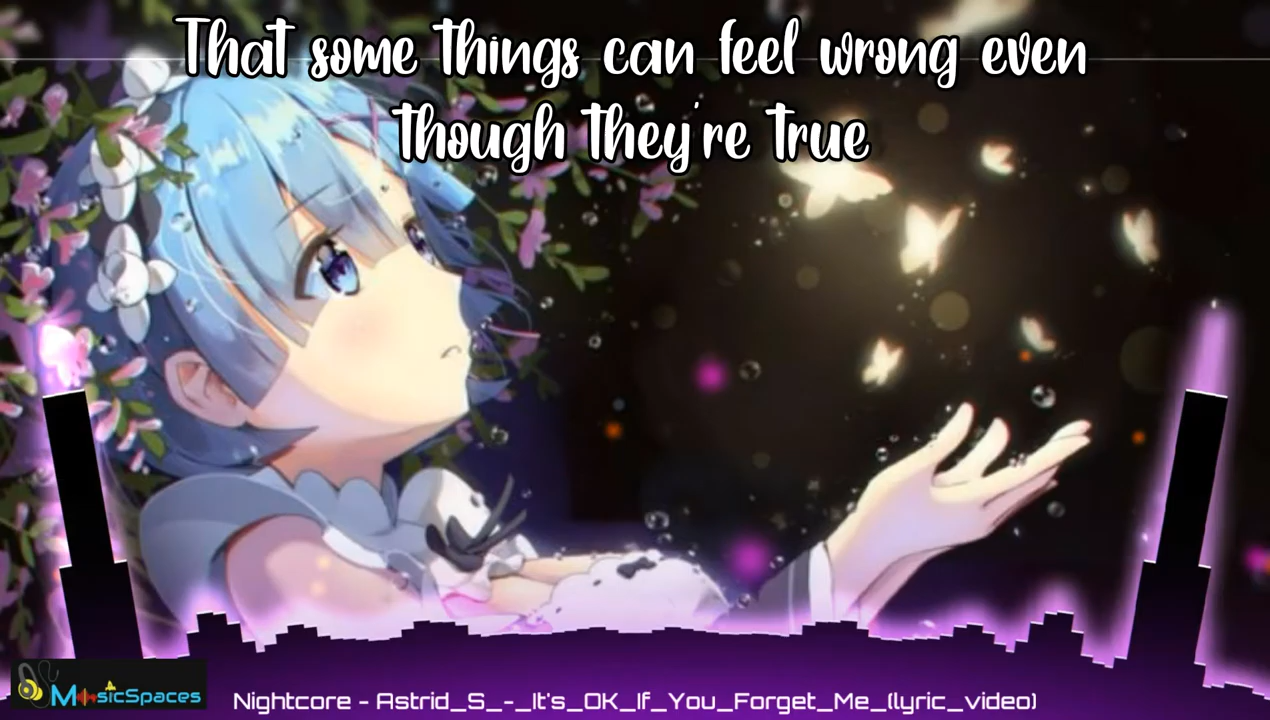 That some things can feel wrong even
though they're true
MusicSpaces
Nightcore - Astrid_S_-_It's_OK_If_You_Forget_Me_(lyric_video)